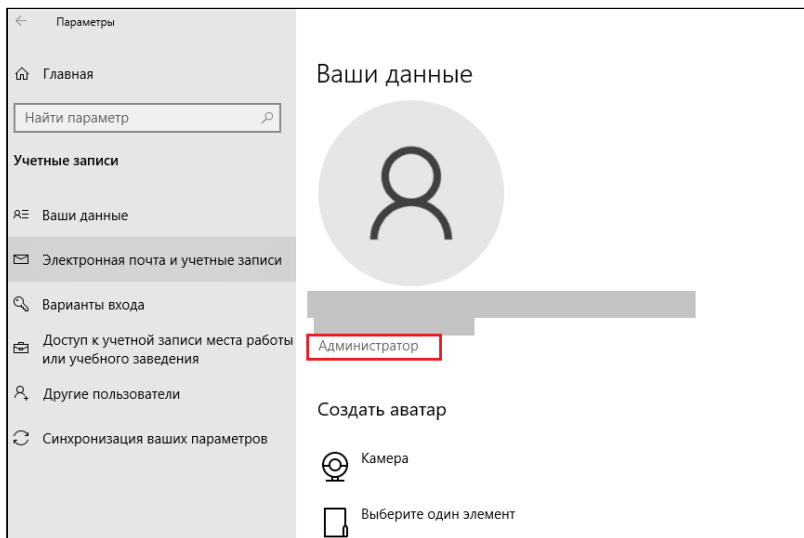 Параметры
Главная
Найти параметр
Учетные записи
Ваши данные
Электронная почта и учетные записи
Варианты входа
Доступ к учетной записи места работы
или учебного заведения
Другие пользователи
Синхронизация ваших параметров
Ваши данные
Администратор
Создать аватар
Камера
Выберите один элемент